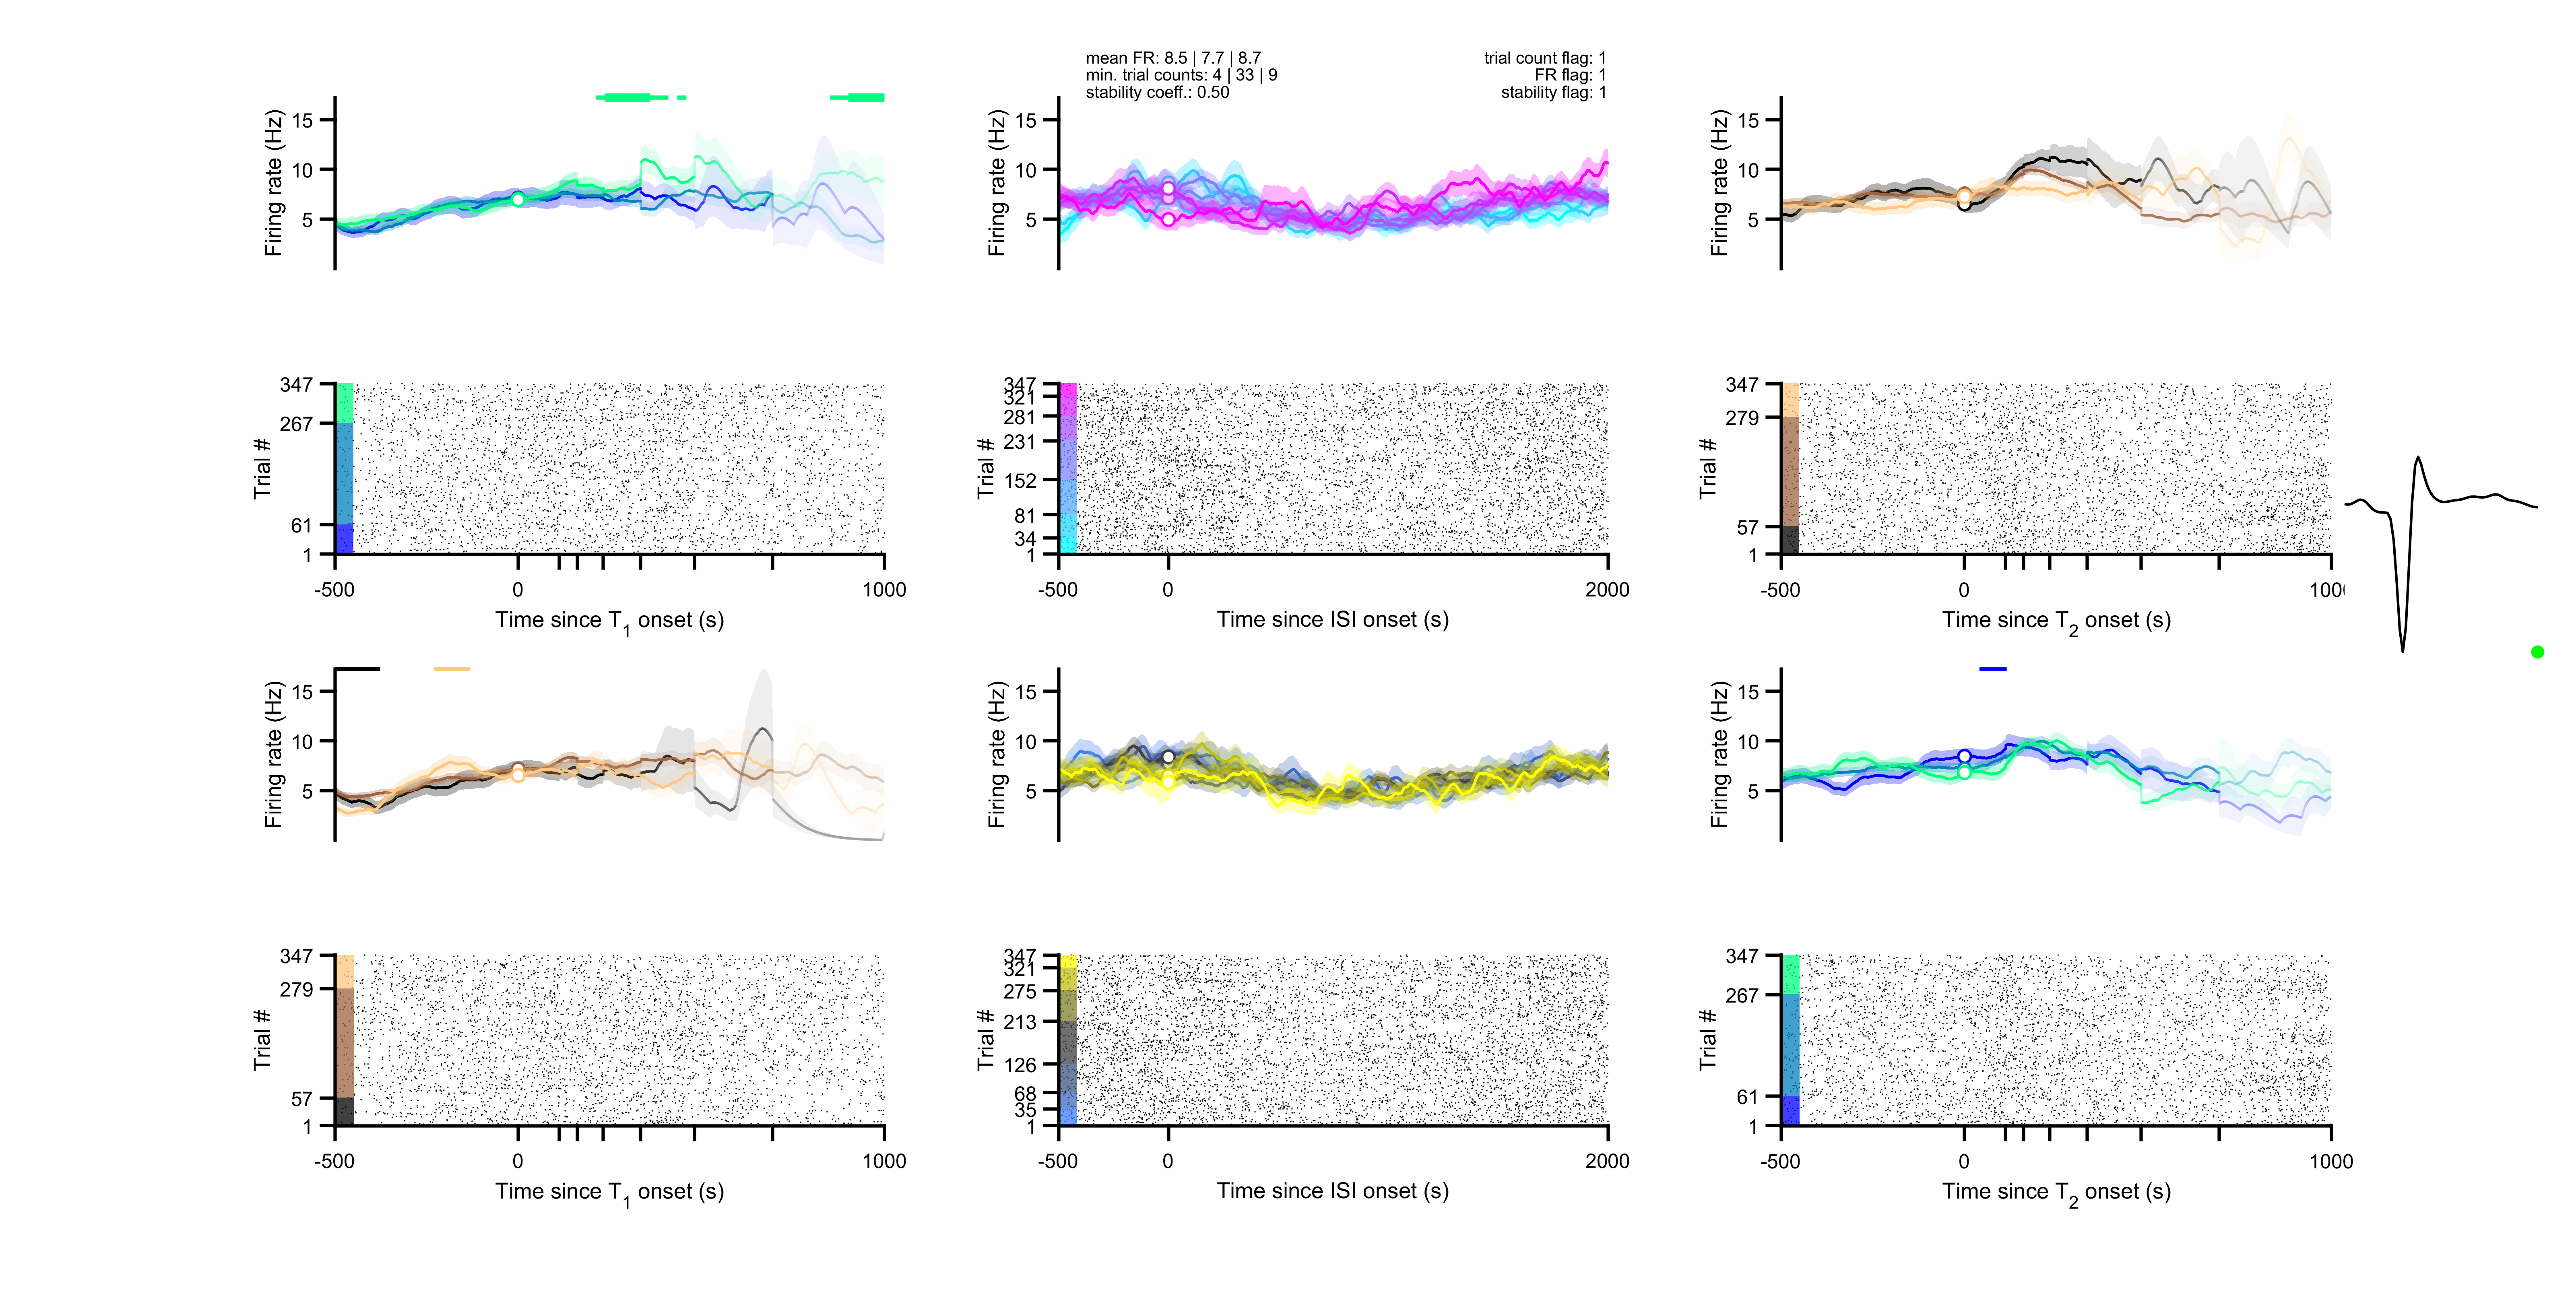 mean FR: 8.5 | 7.7 | 8.7
min. trial counts: 4 | 33 | 9
stability coeff.: 0.50
trial count flag: 1
FR flag: 1
stability flag: 1
Firing rate (Hz)
15
10
5
Firing rate (Hz)
15
10
5
Firing rate (Hz)
15
10
5
Trial #
347
267
61
1
-500
0
1000
Time since T1 onset (s)
Trial #
347
321
281
231
152
81
34
1
-500
0
2000
Time since ISI onset (s)
Trial #
347
279
57
1
-500
0
1000
Time since T2 onset (s)
Firing rate (Hz)
15
10
5
Firing rate (Hz)
15
10
5
Firing rate (Hz)
15
10
5
Trial #
347
279
57
1
-500
0
1000
Time since T1 onset (s)
Trial #
347
321
275
213
126
68
35
1
-500
0
2000
Time since ISI onset (s)
Trial #
347
267
61
1
-500
0
1000
Time since T2 onset (s)